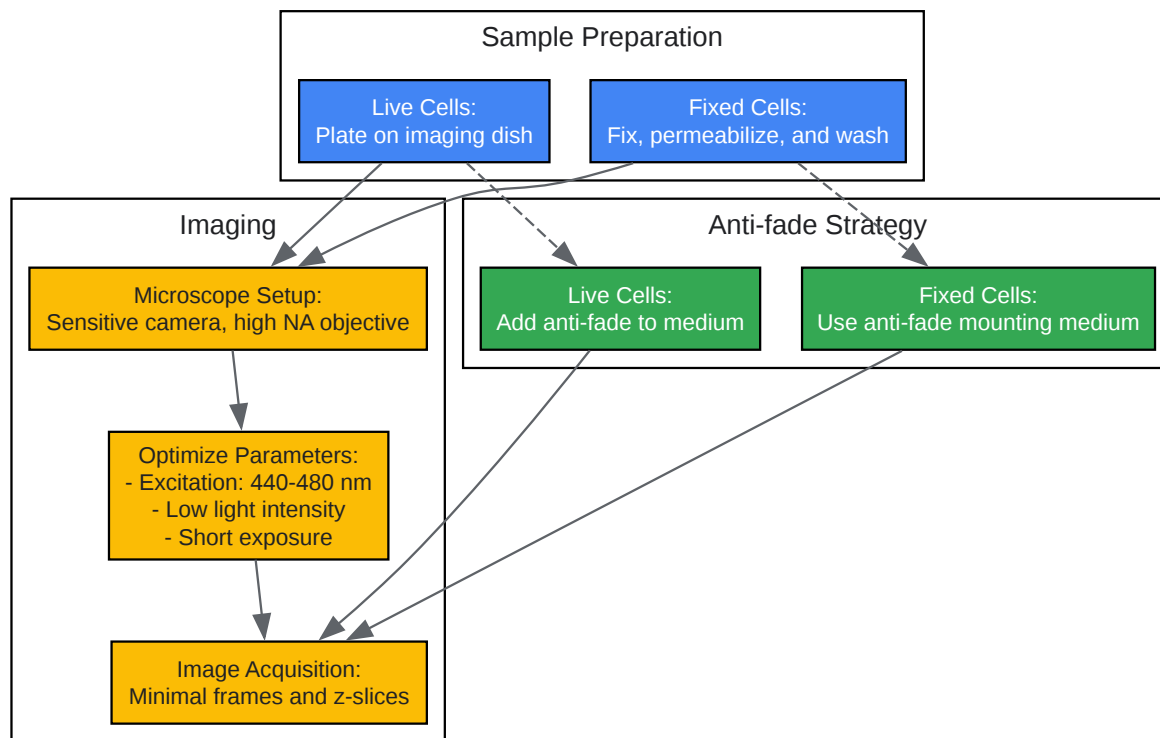 Sample Preparation
Live Cells:
Plate on imaging dish
Fixed Cells:
Fix, permeabilize, and wash
Imaging
Anti-fade Strategy
Microscope Setup:
Sensitive camera, high NA objective
Live Cells:
Add anti-fade to medium
Fixed Cells:
Use anti-fade mounting medium
Optimize Parameters:
- Excitation: 440-480 nm
- Low light intensity
- Short exposure
Image Acquisition:
Minimal frames and z-slices